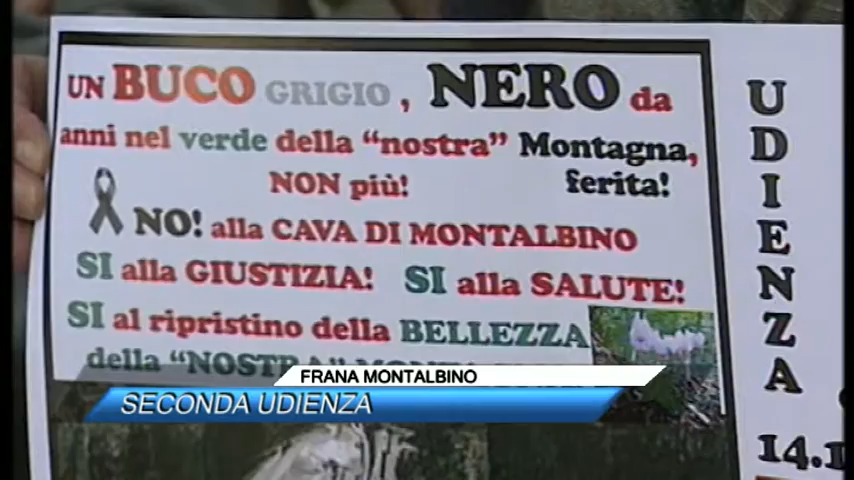 UN BUCO GRIGIO, NERO da
anni nel verde della “nostra” Montagna,
NON più! ferita!
NO! alla CAVA DI MONTALBINO
SI alla GIUSTIZIA! SI alla SALUTE!
SI al ripristino della BELLEZZA
della “NOSTRA”
UDIENZA
14.1
FRANA MONTALBINO
SECONDA UDIENZA